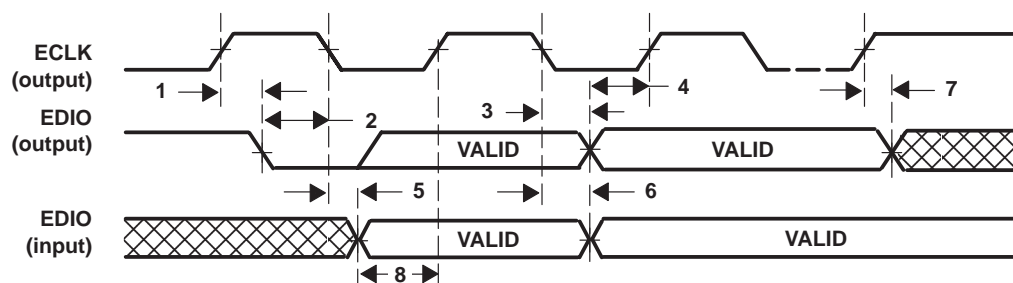 ECLK
(output)
1
4
7
EDIO
(output)
2
3
VALID
VALID
5
6
EDIO
(input)
VALID
VALID
8